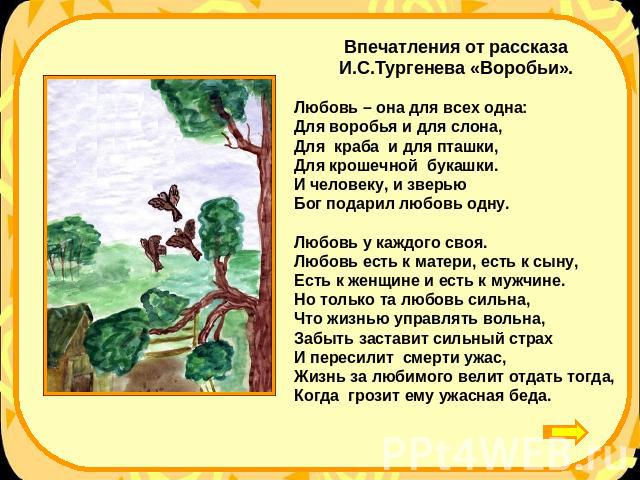 Впечатления от рассказа
И.С.Тургенева «Воробьи».
Любовь – она для всех одна:
Для воробья и для слона,
Для краба и для пташки,
Для крошечной букашки.
И человеку, и зверью
Бог подарил любовь одну.
Любовь у каждого своя.
Любовь есть к матери, есть к сыну,
Есть к женщине и есть к мужчине.
Но только та любовь сильна,
Что жизнью управлять вольна,
Забыть заставит сильный страх
И пересилит смерти ужас,
Жизнь за любимого велит отдать тогда,
Когда грозит ему ужасная беда.
PPt4WEB.ru